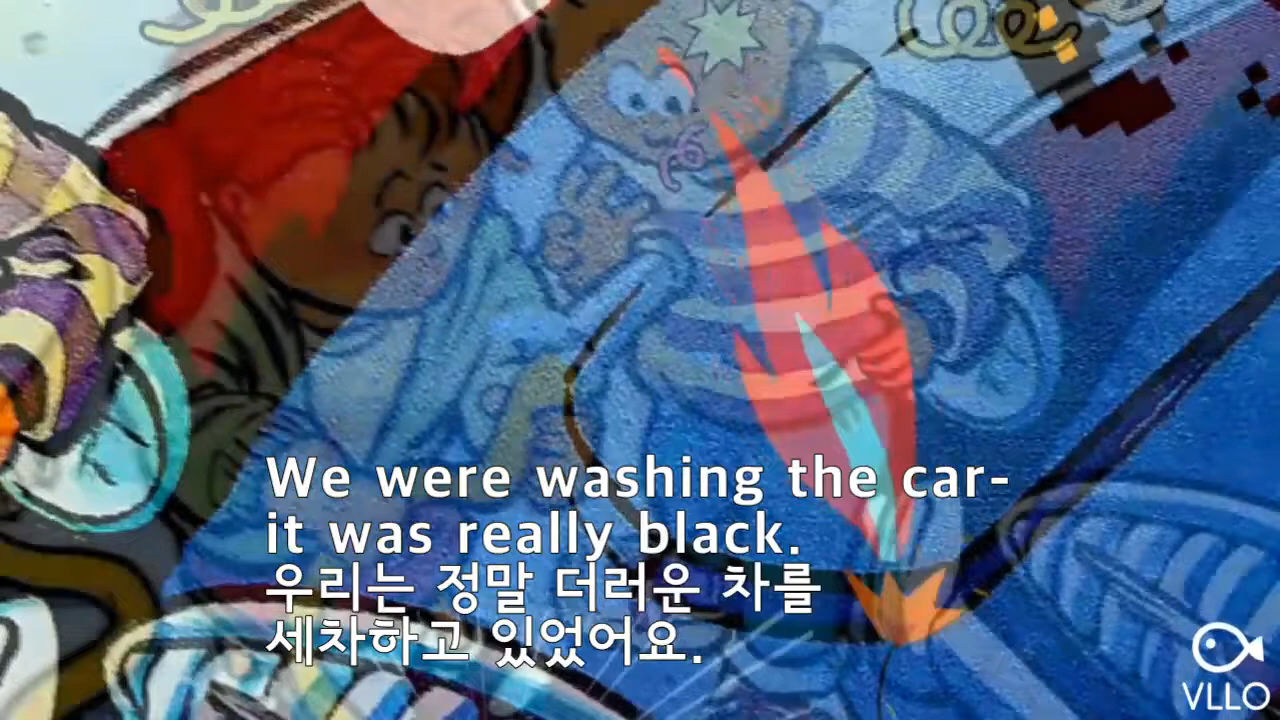 We were washing the car-
it was really black.
우리는 정말 더러운 차를
세차하고 있었어요.
VLLO